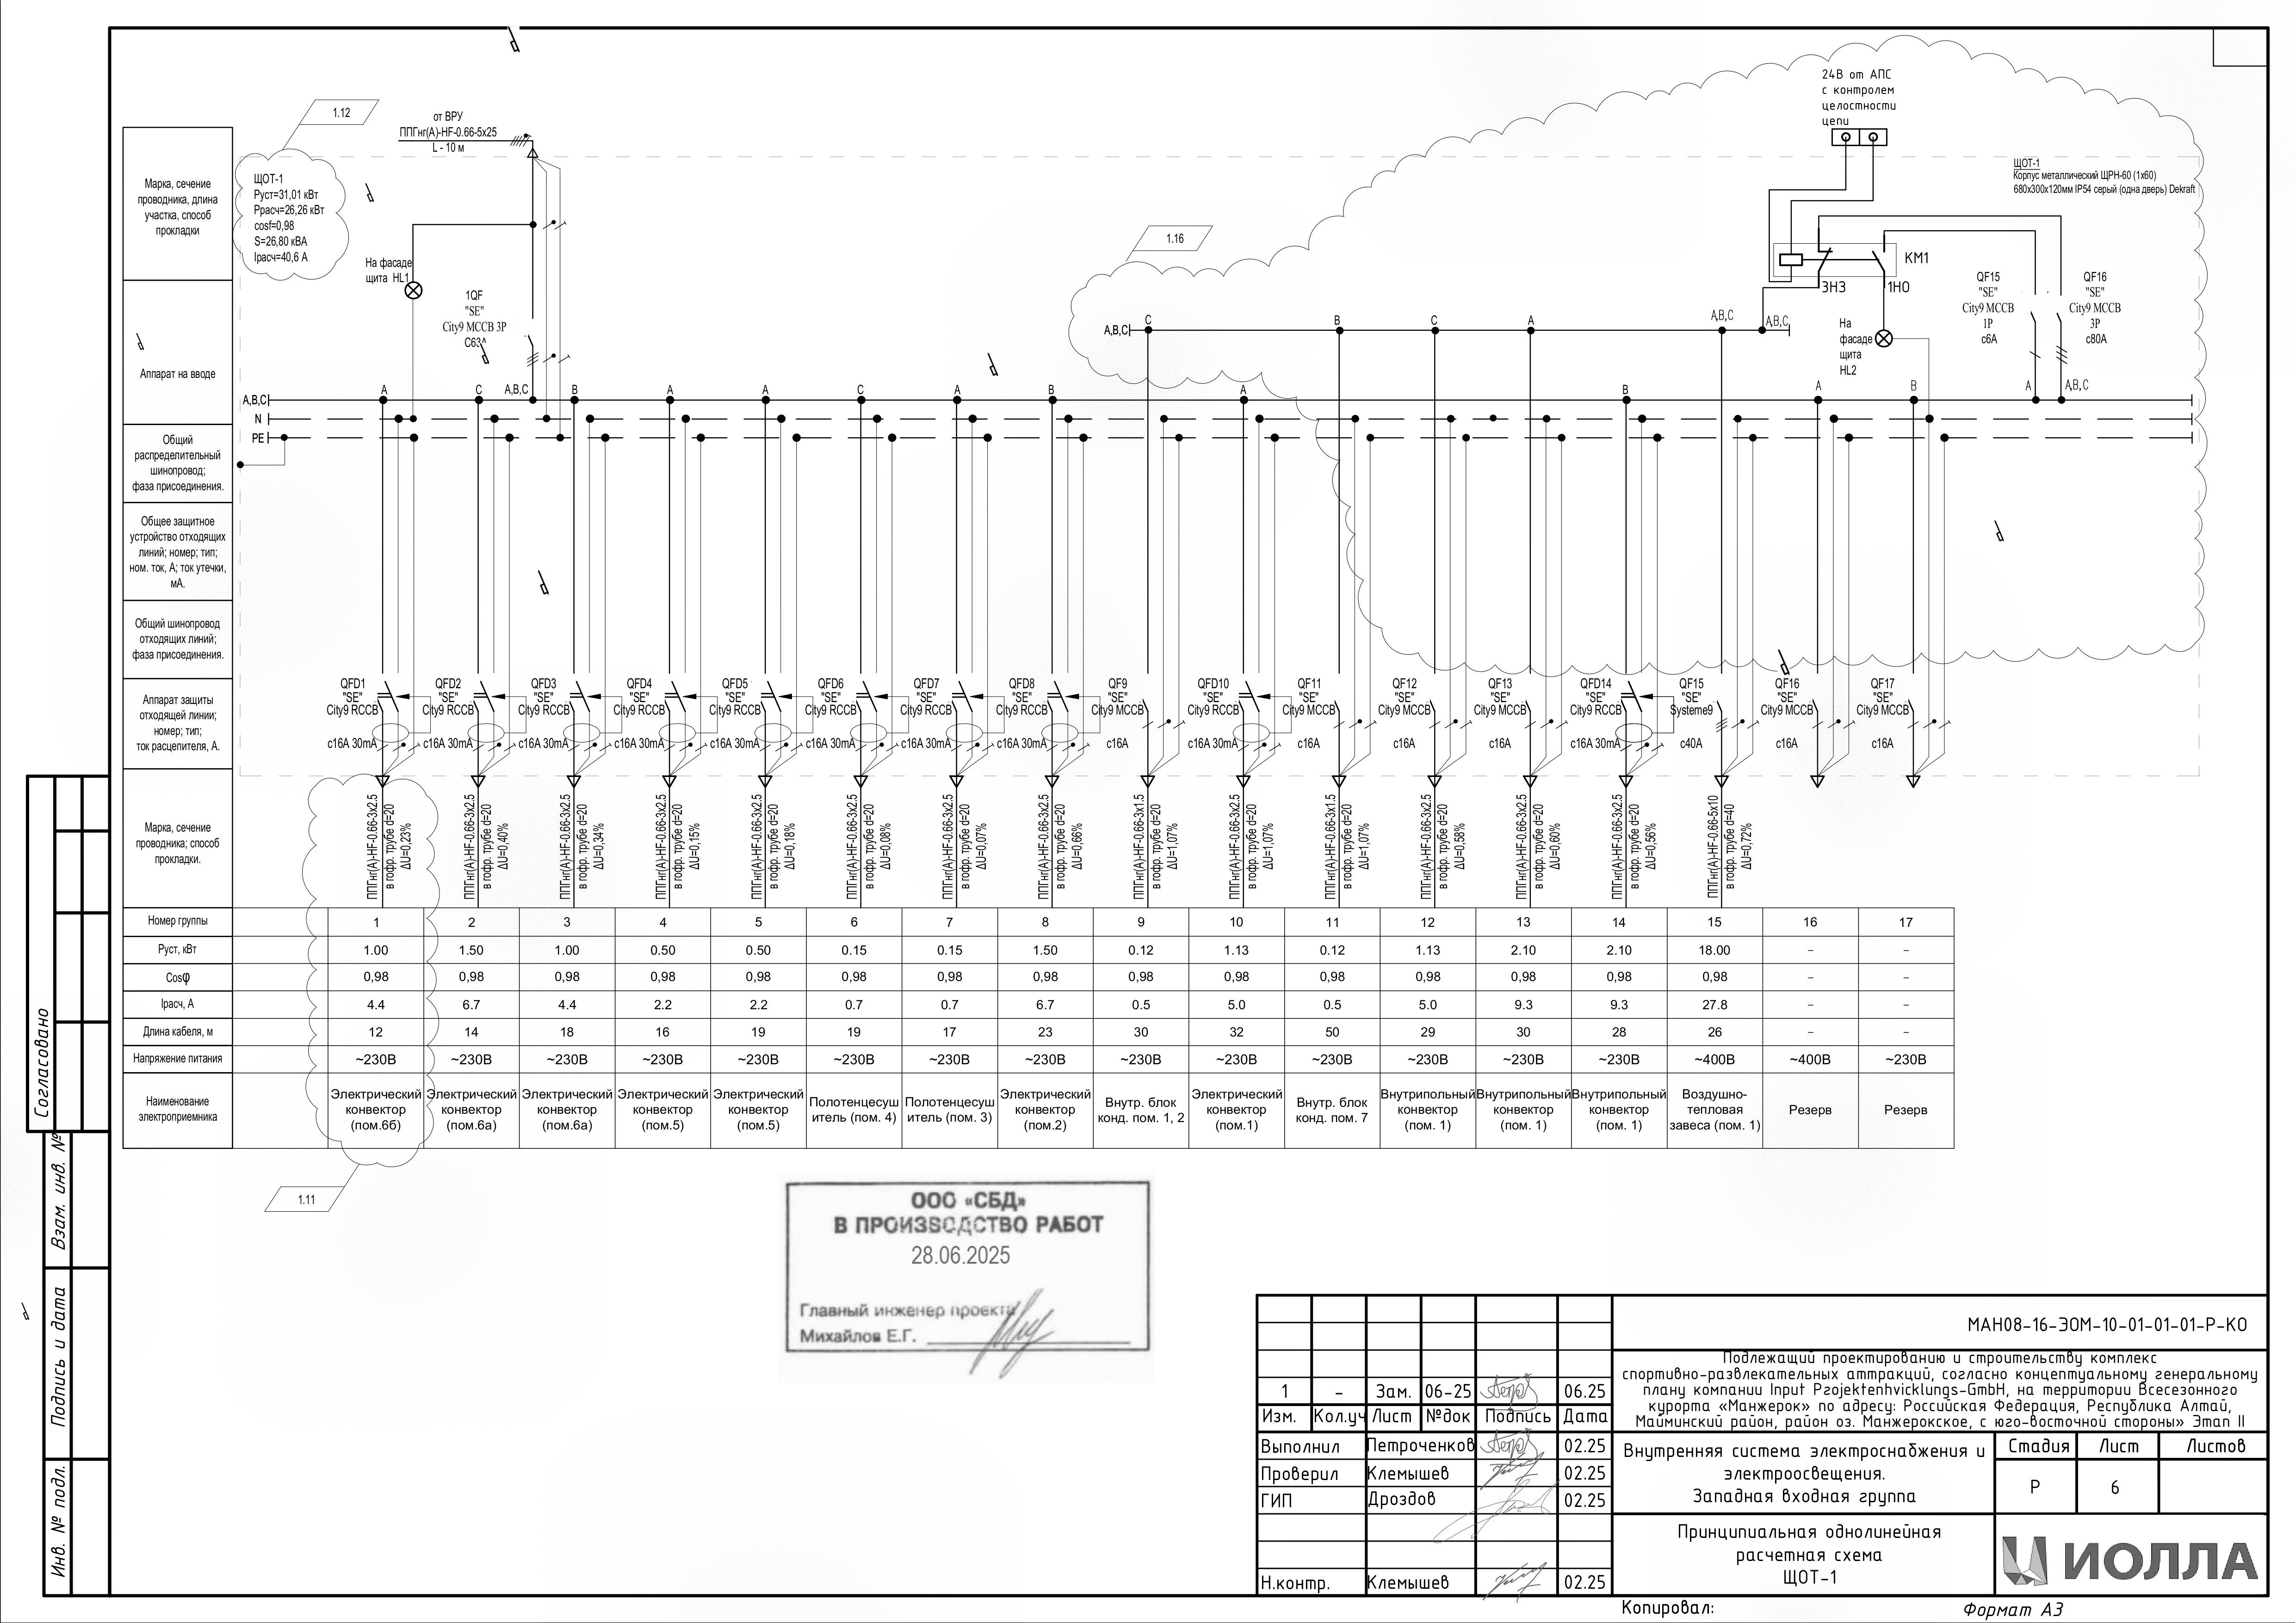 1.12
от ВРУ
ППГнг(А)-HF-0.66-5х25
L - 10 м
ЩОТ-1
Руст=31,01 кВт
Ррасч=26,26 кВт
cosf=0,98
S=26,80 кВА
Iрасч=40,6 А
На фасаде
щита HL1
1QF
"SE"
City9 MCCB 3P
C63A
24В от АПС
с контролем
целостности
цепи
ЩОТ-1
Корпус металлический ЩРН-60 (1х60)
680х300х120мм IP54 серый (одна дверь) Dekraft
1.16
KM1
3НЗ
1НО
На
фасаде
щита
HL2
QF15
"SE"
City9 MCCB
1P
c6A
QF16
"SE"
City9 MCCB
3P
c80A
A,B,C
C
B
C
A
A,B,C
A,B,C
A,B,C
N
PE
A
C
A,B,C
B
A
A
C
A
B
A
B
A
B
A
A,B,C
Марка, сечение
проводника, длина
участка, способ
прокладки
Аппарат на вводе
Общий
распределительный
шинопровод;
фаза присоединения.
Общее защитное
устройство отходящих
линий; номер; тип;
ном. ток, А; ток утечки,
мА.
Общий шинопровод
отходящих линий;
фаза присоединения.
Аппарат защиты
отходящей линии;
номер; тип;
ток расцепителя, А.
Марка, сечение
проводника; способ
прокладки.
QFD1
"SE"
City9 RCCB
c16A 30mA
QFD2
"SE"
City9 RCCB
c16A 30mA
QFD3
"SE"
City9 RCCB
c16A 30mA
QFD4
"SE"
City9 RCCB
c16A 30mA
QFD5
"SE"
City9 RCCB
c16A 30mA
QFD6
"SE"
City9 RCCB
c16A 30mA
QFD7
"SE"
City9 RCCB
c16A 30mA
QFD8
"SE"
City9 RCCB
c16A 30mA
QF9
"SE"
City9 MCCB
c16A
QFD10
"SE"
City9 RCCB
c16A 30mA
QF11
"SE"
City9 MCCB
c16A
QF12
"SE"
City9 MCCB
c16A
QF13
"SE"
City9 MCCB
c16A
QFD14
"SE"
City9 RCCB
c16A 30mA
QF15
"SE"
Systeme9
c40A
QF16
"SE"
City9 MCCB
c16A
QF17
"SE"
City9 MCCB
c16A
ППГнг(А)-HF-0.66-3х2.5
в гофр. трубе d=20
ΔU=0,23%
ППГнг(А)-HF-0.66-3х2.5
в гофр. трубе d=20
ΔU=0,40%
ППГнг(А)-HF-0.66-3х2.5
в гофр. трубе d=20
ΔU=0,34%
ППГнг(А)-HF-0.66-3х2.5
в гофр. трубе d=20
ΔU=0,15%
ППГнг(А)-HF-0.66-3х2.5
в гофр. трубе d=20
ΔU=0,18%
ППГнг(А)-HF-0.66-3х2.5
в гофр. трубе d=20
ΔU=0,08%
ППГнг(А)-HF-0.66-3х2.5
в гофр. трубе d=20
ΔU=0,07%
ППГнг(А)-HF-0.66-3х2.5
в гофр. трубе d=20
ΔU=0,66%
ППГнг(А)-HF-0.66-3х1.5
в гофр. трубе d=20
ΔU=1,07%
ППГнг(А)-HF-0.66-3х2.5
в гофр. трубе d=20
ΔU=1,07%
ППГнг(А)-HF-0.66-3х1.5
в гофр. трубе d=20
ΔU=1,07%
ППГнг(А)-HF-0.66-3х2.5
в гофр. трубе d=20
ΔU=0,58%
ППГнг(А)-HF-0.66-3х2.5
в гофр. трубе d=20
ΔU=0,60%
ППГнг(А)-HF-0.66-3х2.5
в гофр. трубе d=20
ΔU=0,56%
ППГнг(А)-HF-0.66-5х10
в гофр. трубе d=40
ΔU=0,72%
Номер группы 1 2 3 4 5 6 7 8 9 10 11 12 13 14 15 16 17
Руст, кВт 1.00 1.50 1.00 0.50 0.50 0.15 0.15 1.50 0.12 1.13 0.12 1.13 2.10 2.10 18.00 – –
Cosφ 0,98 0,98 0,98 0,98 0,98 0,98 0,98 0,98 0,98 0,98 0,98 0,98 0,98 0,98 0,98 – –
Iрасч, А 4.4 6.7 4.4 2.2 2.2 0.7 0.7 6.7 0.5 5.0 0.5 5.0 9.3 9.3 27.8 – –
Длина кабеля, м 12 14 18 16 19 19 17 23 30 32 50 29 30 28 26 – –
Напряжение питания ~230В ~230В ~230В ~230В ~230В ~230В ~230В ~230В ~230В ~230В ~230В ~230В ~230В ~230В ~400В ~400В ~230В
Наименование
электроприемника
Электрический
конвектор
(пом.6б)
Электрический
конвектор
(пом.6а)
Электрический
конвектор
(пом.6а)
Электрический
конвектор
(пом.5)
Электрический
конвектор
(пом.5)
Полотенцесуш
итель (пом. 4)
Полотенцесуш
итель (пом. 3)
Электрический
конвектор
(пом.2)
Внутр. блок
конд. пом. 1, 2
Электрический
конвектор
(пом.1)
Внутр. блок
конд. пом. 7
Внутрипольный
конвектор
(пом. 1)
Внутрипольный
конвектор
(пом. 1)
Внутрипольный
конвектор
(пом. 1)
Воздушно-
тепловая
завеса (пом. 1)
Резерв
Резерв
1.11
ООО «СБД»
В ПРОИЗВОДСТВО РАБОТ
28.06.2025
Главный инженер проекта
Михайлов Е.Г.
Согласовано
Взам. инв. №
Подпись и дата
Инв. № подл.
МАН08-16-ЭОМ-10-01-01-01-Р-КО
Подлежащий проектированию и строительству комплекс
спортивно-развлекательных аттракций, согласно концептуальному генеральному
плану компании Input Projektenhvicklungs-GmbH, на территории Всесезонного
курорта «Манжерок» по адресу: Российская Федерация, Республика Алтай,
Майминский район, район оз. Манжерокское, с юго-восточной стороны» Этап II
1 – Зам. 06-25 06.25
Изм. Кол.уч Лист №док Подпись Дата
Выполнил Петроченков 02.25
Проверил Клемышев 02.25
ГИП Дроздов 02.25
Н.контр. Клемышев 02.25
Внутренняя система электроснабжения и
электроосвещения.
Западная входная группа
Стадия Лист Листов
Р 6
Принципиальная однолинейная
расчетная схема
ЩОТ-1
ИОЛЛА
Копировал:
Формат А3